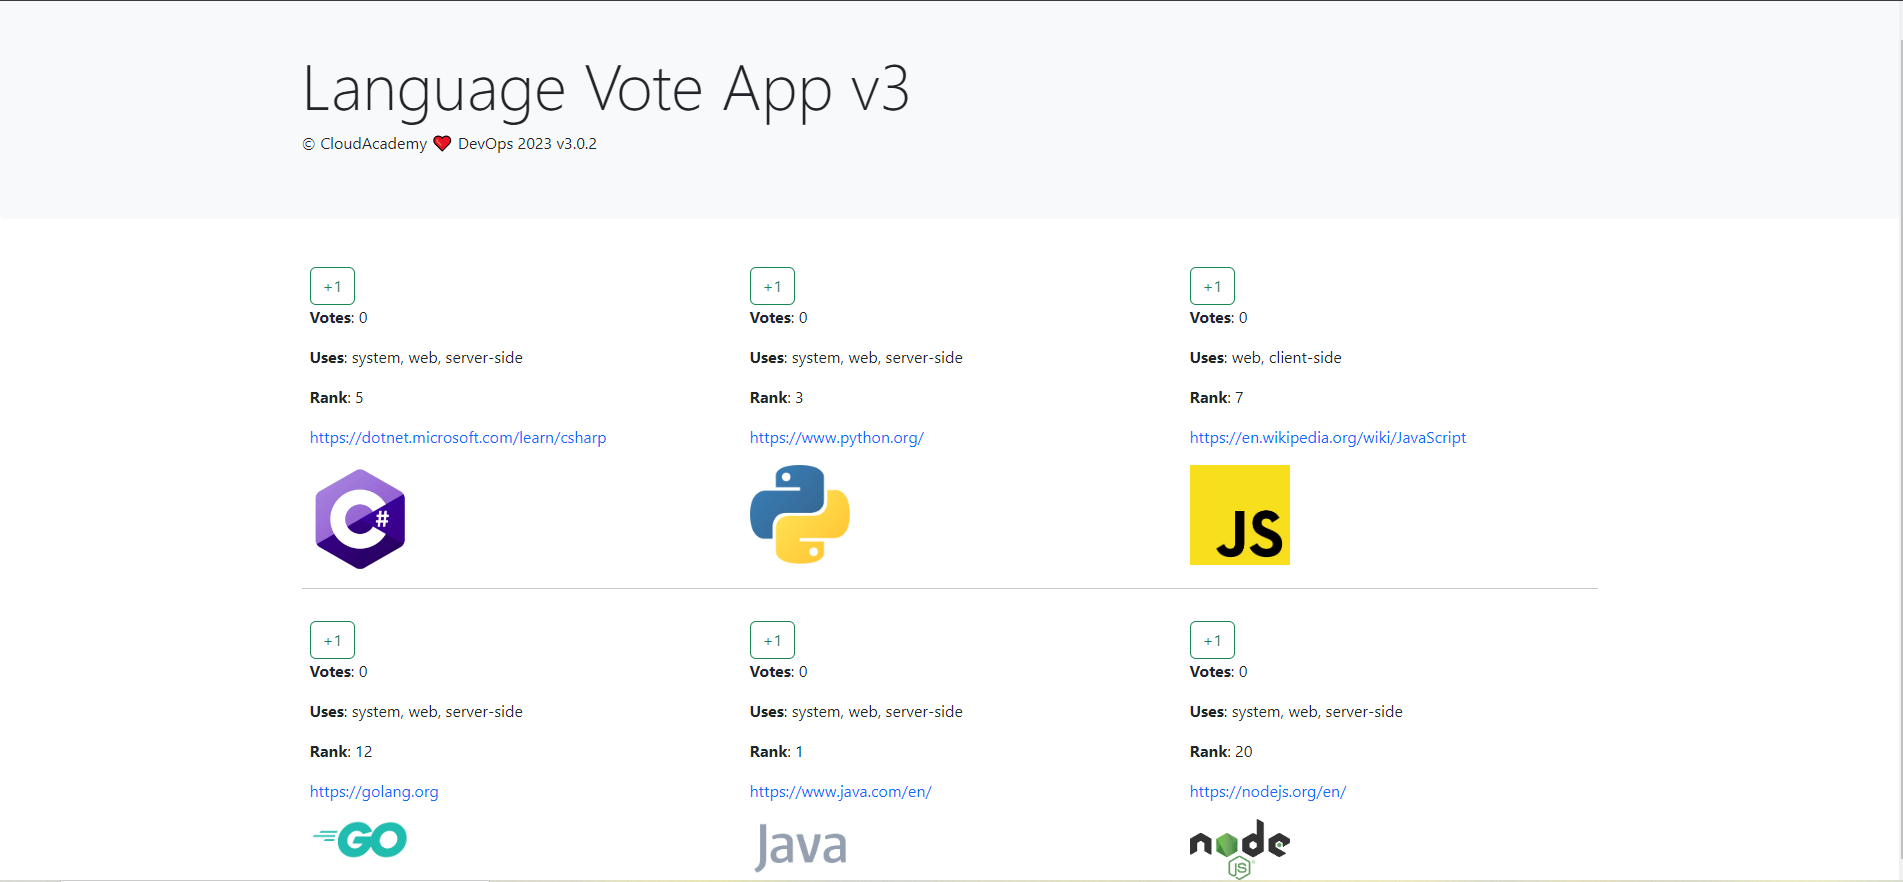 Language Vote App v3
© CloudAcademy ❤️ DevOps 2023 v3.0.2
+1
Votes: 0
Uses: system, web, server-side
Rank: 5
https://dotnet.microsoft.com/learn/csharp
C#
+1
Votes: 0
Uses: system, web, server-side
Rank: 3
https://www.python.org/
+1
Votes: 0
Uses: web, client-side
Rank: 7
https://en.wikipedia.org/wiki/JavaScript
JS
+1
Votes: 0
Uses: system, web, server-side
Rank: 12
https://golang.org
GO
+1
Votes: 0
Uses: system, web, server-side
Rank: 1
https://www.java.com/en/
Java
+1
Votes: 0
Uses: system, web, server-side
Rank: 20
https://nodejs.org/en/
node
JS